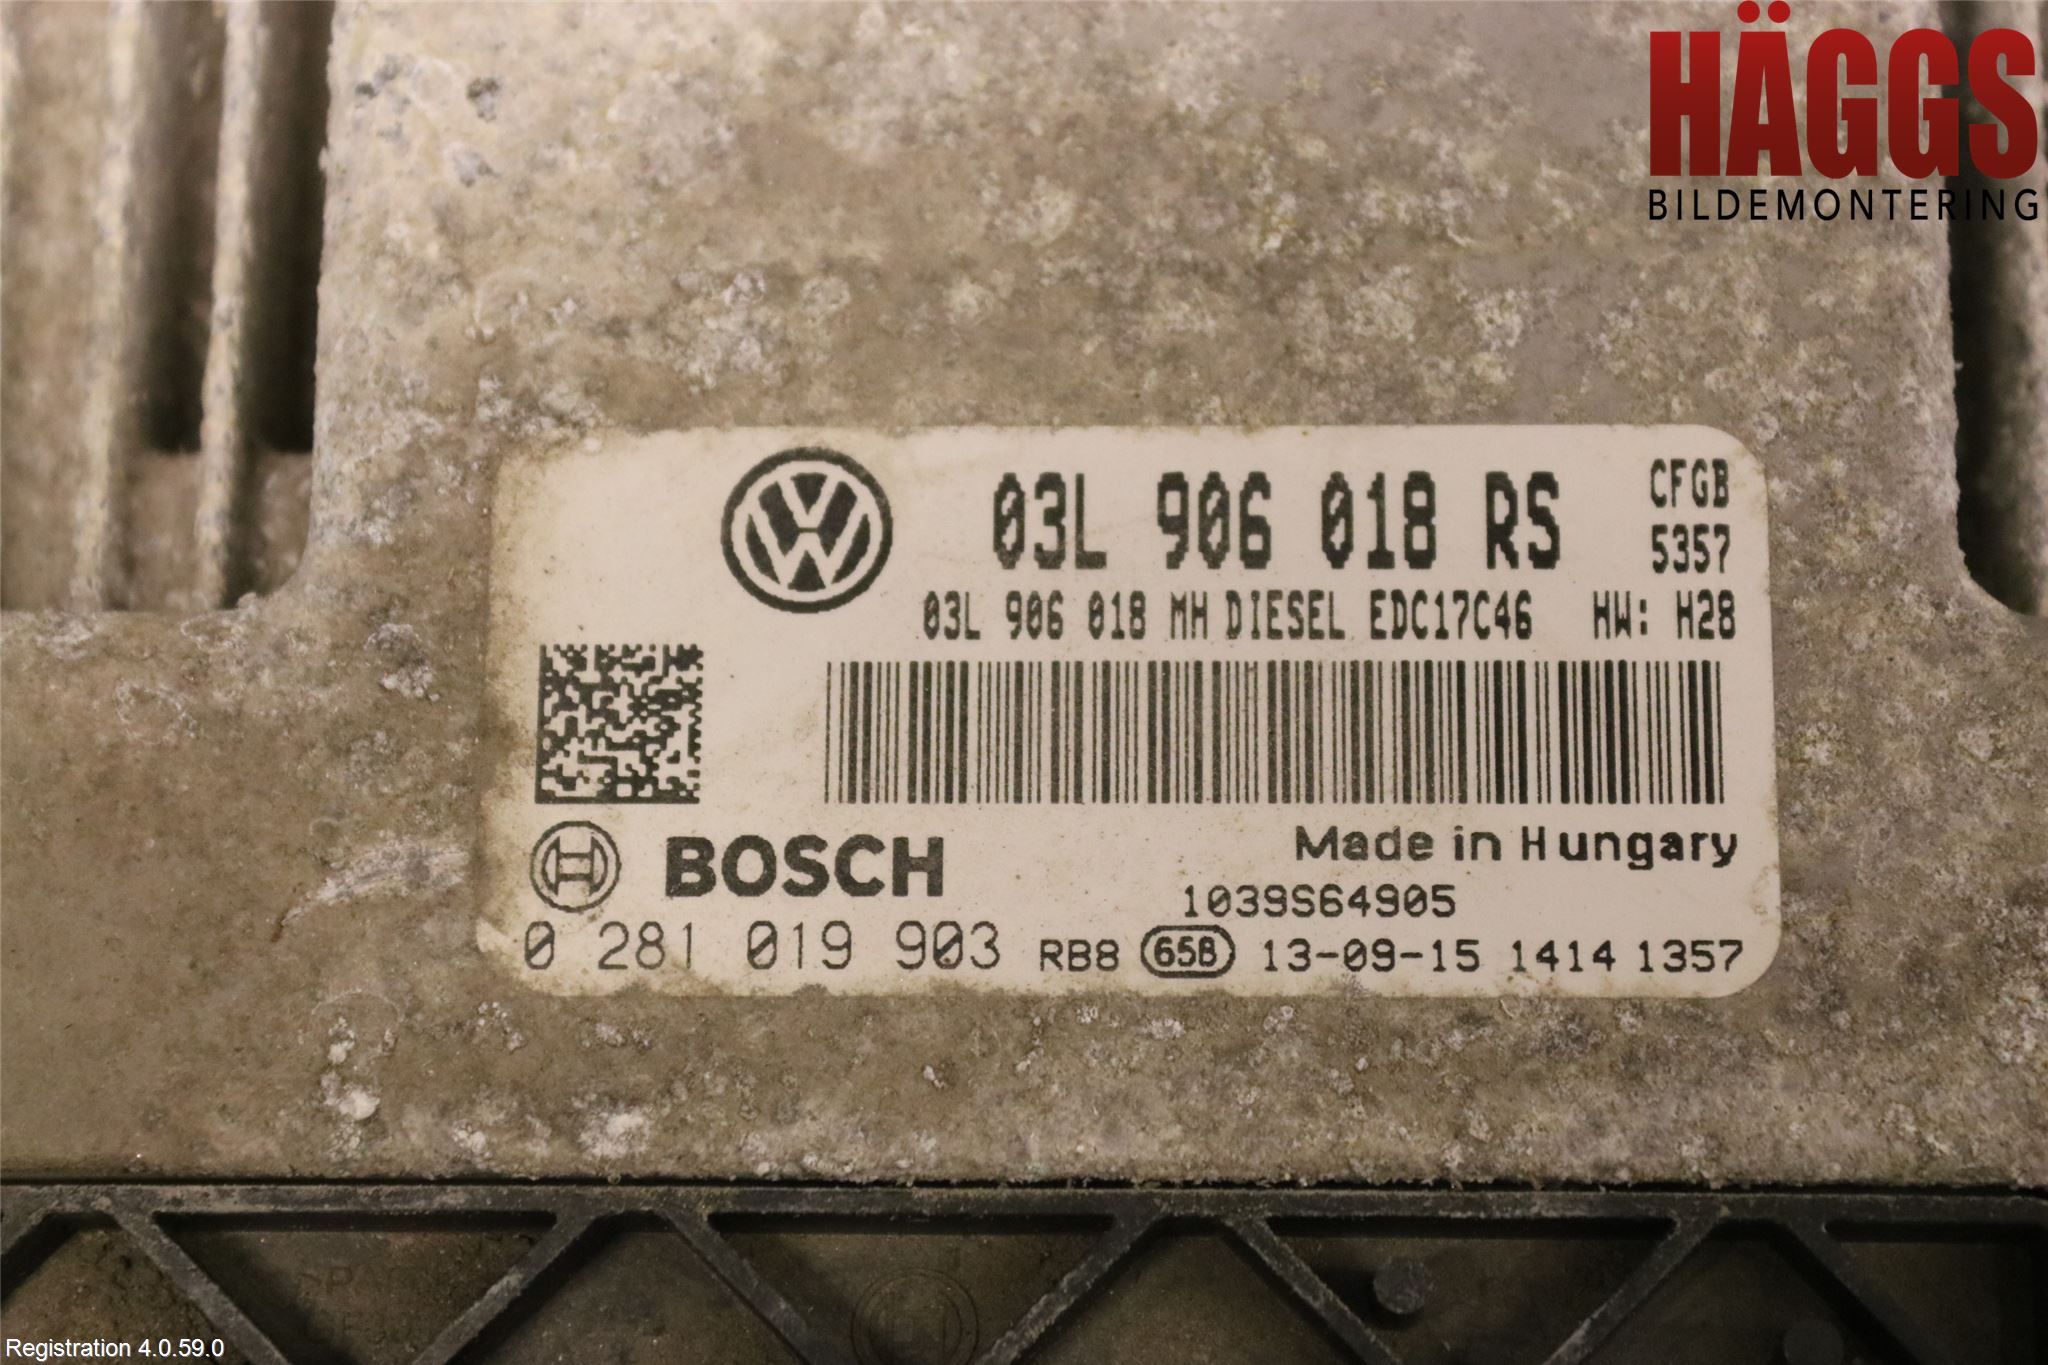 HÄGGS
BILDEMONTERING
03L 906 018 RS
CFGB
5357
03L 906 018 MH DIESEL EDC17C46 HW: H28
Made in Hungary
BOSCH
1039S64905
0 281 019 903 RB8 65B 13-09-15 1414 1357
Registration 4.0.59.0